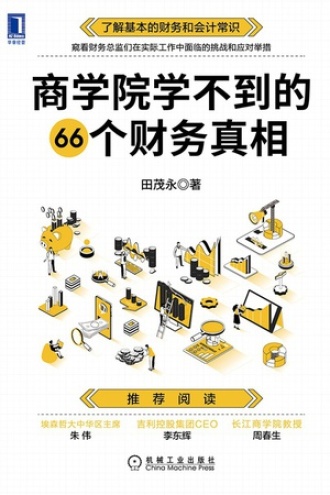 华章经管
了解基本的财务和会计常识
窥看财务总监们在实际工作中面临的挑战和应对举措
商学院学不到的
66个财务真相
田茂永◎著
推荐阅读
埃森哲大中华区主席 吉利控股集团CEO 长江商学院教授
朱伟 李东辉 周春生
机械工业出版社
China Machine Press